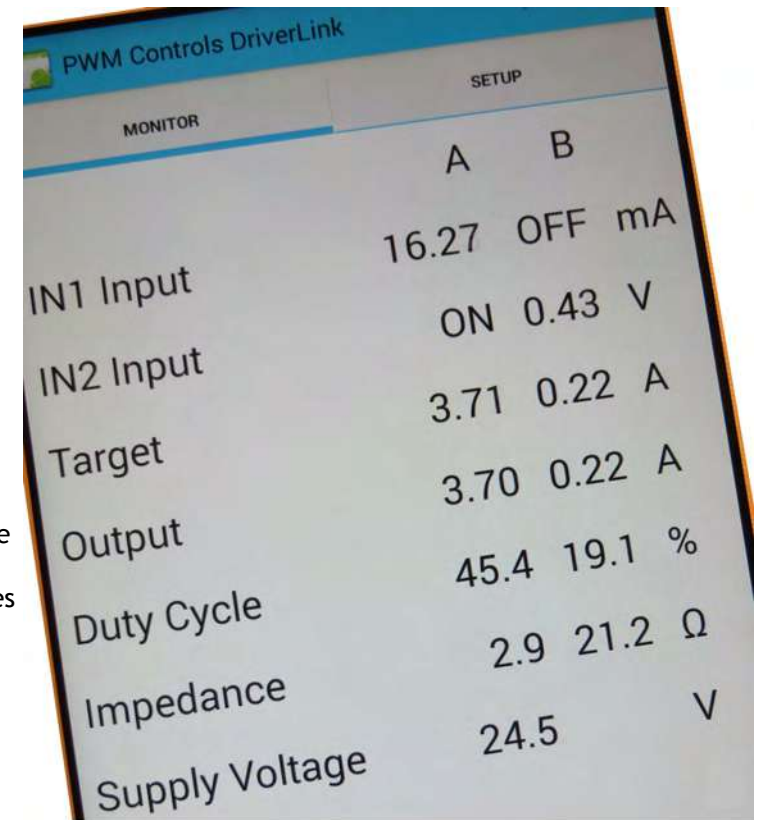 PWM Controls DriverLink
MONITOR SETUP
A B
IN1 Input 16.27 OFF mA
IN2 Input ON 0.43 V
Target 3.71 0.22 A
Output 3.70 0.22 A
Duty Cycle 45.4 19.1 %
Impedance 2.9 21.2 Ω
Supply Voltage 24.5 V
e
es